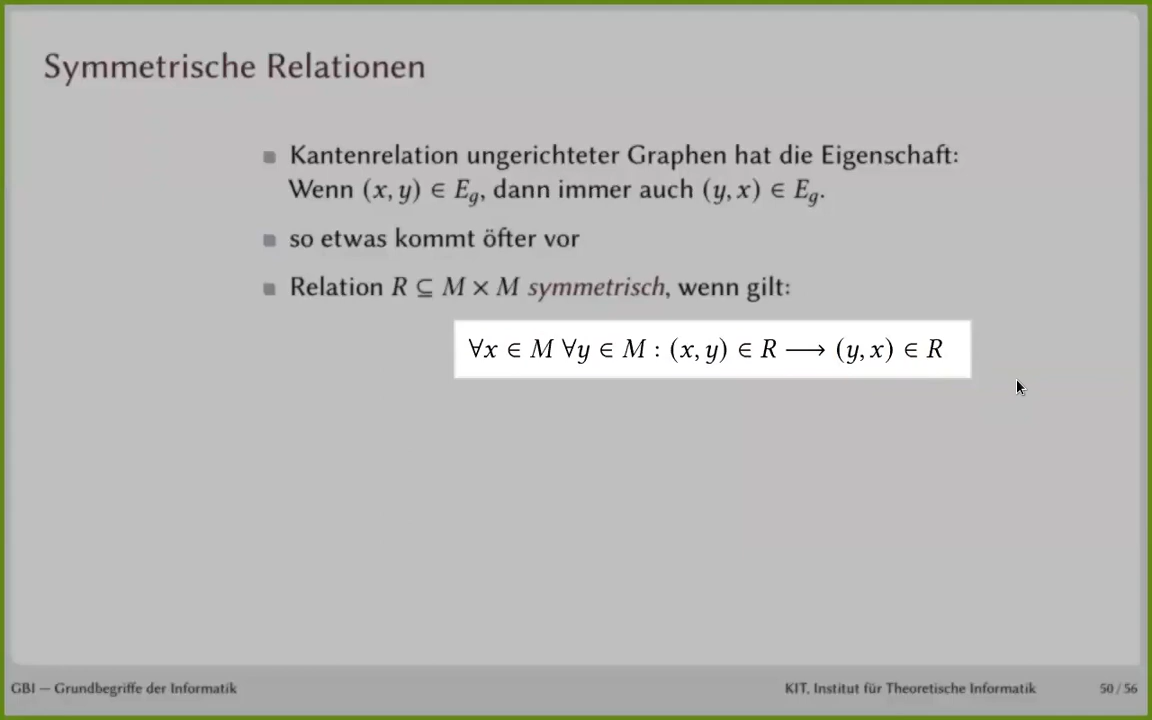 Symmetrische Relationen
Kantenrelation ungerichteter Graphen hat die Eigenschaft:
Wenn (x, y) ∈ E_g, dann immer auch (y, x) ∈ E_g.
so etwas kommt öfter vor
Relation R ⊆ M × M symmetrisch, wenn gilt:
∀x ∈ M ∀y ∈ M : (x, y) ∈ R ⟶ (y, x) ∈ R
GBI — Grundbegriffe der Informatik KIT, Institut für Theoretische Informatik 50 / 56